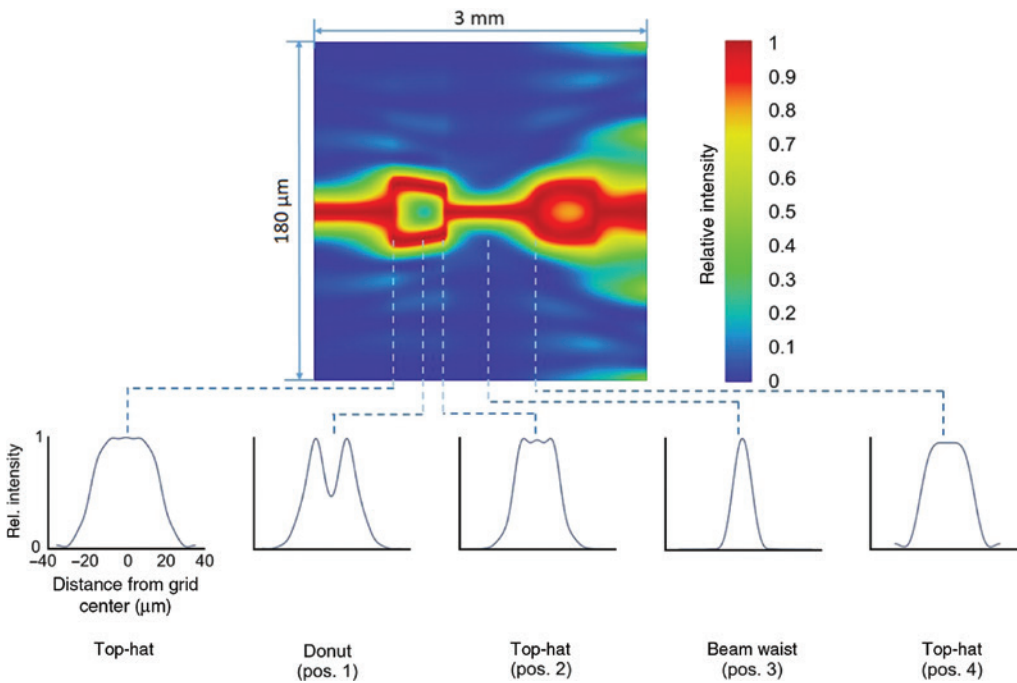 3 mm
180 μm
Relative intensity
1
0.9
0.8
0.7
0.6
0.5
0.4
0.3
0.2
0.1
0
Rel. intensity
1
0
−40 −20 0 20 40
Distance from grid
center (μm)
Top-hat
Donut
(pos. 1)
Top-hat
(pos. 2)
Beam waist
(pos. 3)
Top-hat
(pos. 4)